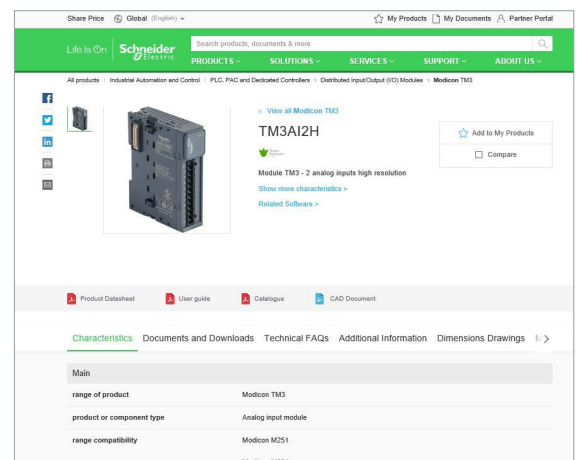 Share Price Global (English) My Products My Documents Partner Portal
Life Is On Schneider Electric
Search products, documents & more
PRODUCTS SOLUTIONS SERVICES SUPPORT ABOUT US
All products Industrial Automation and Control PLC, PAC and Dedicated Controllers Distributed Input/Output (I/O) Modules Modicon TM3
< View all Modicon TM3
TM3AI2H
Add to My Products
Compare
Module TM3 - 2 analog inputs high resolution
Show more characteristics >
Related Software >
Product Datasheet User guide Catalogue CAD Document
Characteristics Documents and Downloads Technical FAQs Additional Information Dimensions Drawings
Main
range of product Modicon TM3
product or component type Analog input module
range compatibility Modicon M251